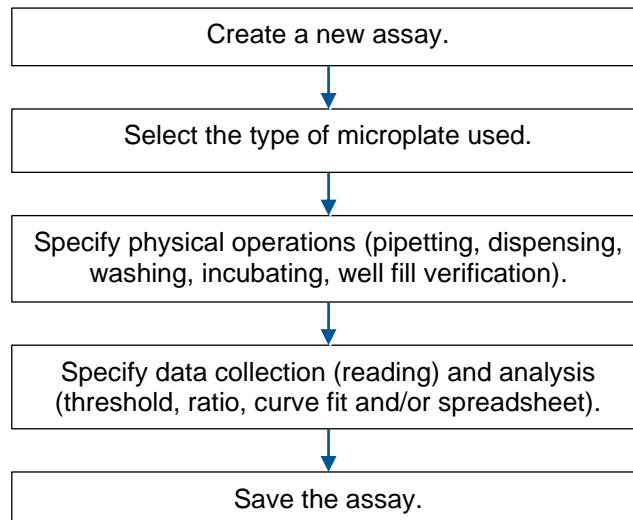 Create a new assay.
Select the type of microplate used.
Specify physical operations (pipetting, dispensing,
washing, incubating, well fill verification).
Specify data collection (reading) and analysis
(threshold, ratio, curve fit and/or spreadsheet).
Save the assay.